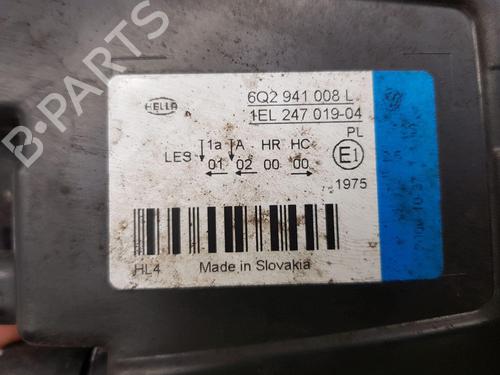 HELLA
6Q2 941 008 L
1EL 247 019-04
PL
1a A HR HC
LES
E1
01 02 00 00
1975
HL4 Made in Slovakia
B-PARTS